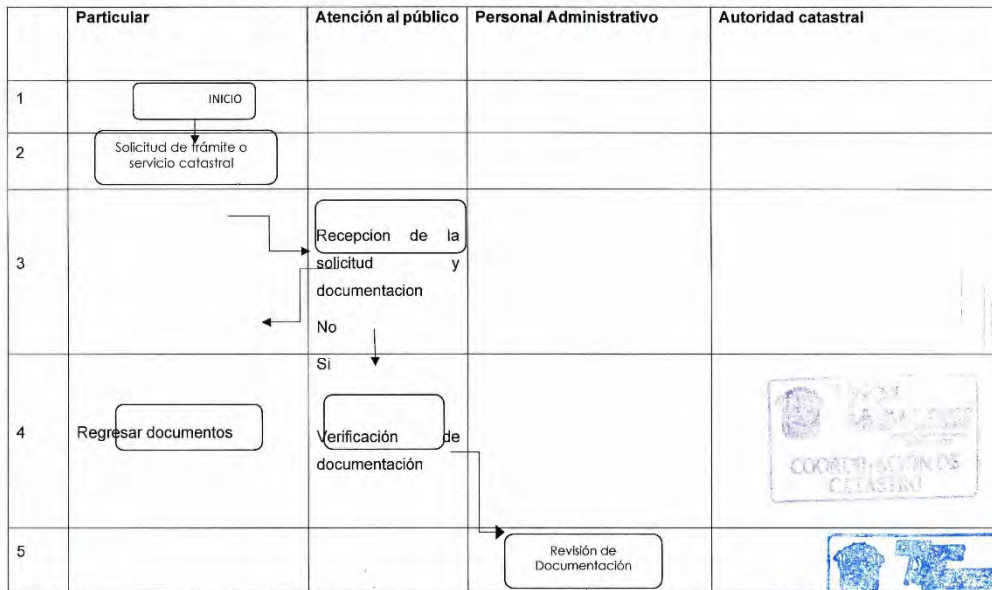 Particular
Atención al público
Personal Administrativo
Autoridad catastral
1
INICIO
2
Solicitud de trámite o
servicio catastral
3
Recepcion de la
solicitud y
documentacion
No
Si
4
Regresar documentos
Verificación de
documentación
COORDINACIÓN DE
CATASTRO
5
Revisión de
Documentación